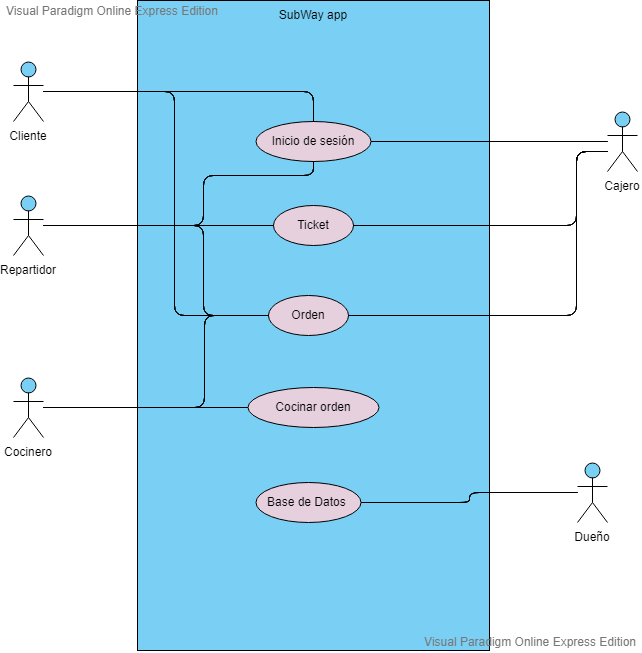 Visual Paradigm Online Express Edition
SubWay app
Cliente
Inicio de sesión
Cajero
Repartidor
Ticket
Orden
Cocinero
Cocinar orden
Base de Datos
Dueño
Visual Paradigm Online Express Edition